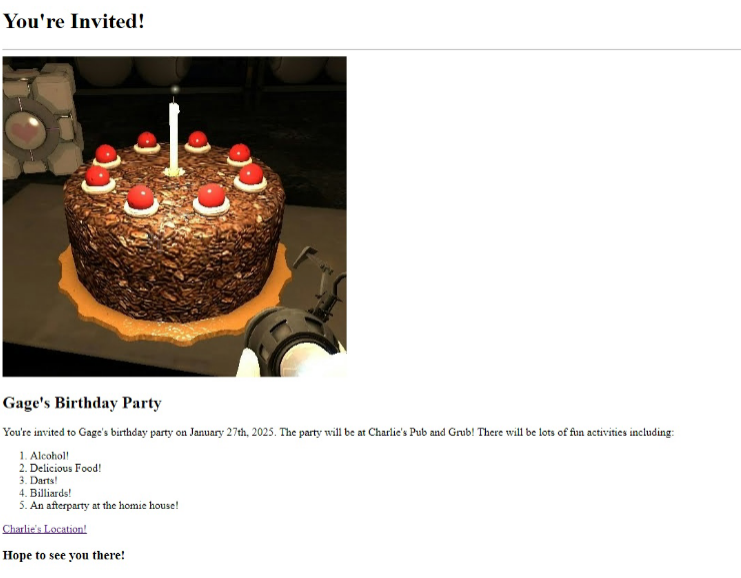 You're Invited!
Gage's Birthday Party
You're invited to Gage's birthday party on January 27th, 2025. The party will be at Charlie's Pub and Grub! There will be lots of fun activities including:
1. Alcohol!
2. Delicious Food!
3. Darts!
4. Billiards!
5. An afterparty at the homie house!
Charlie's Location!
Hope to see you there!